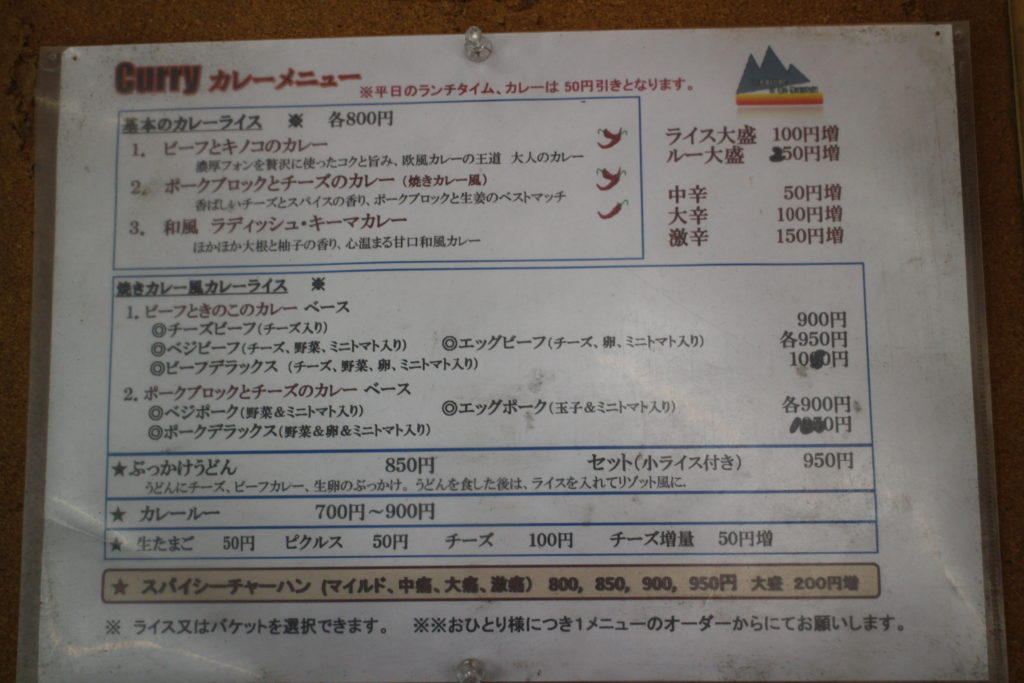 Curry カレーメニュー ※平日のランチタイム、カレーは 50円引きとなります。
基本のカレーライス ※ 各800円
1. ビーフとキノコのカレー
濃厚フォンを贅沢に使ったコクと旨み、欧風カレーの王道 大人のカレー
2. ポークブロックとチーズのカレー (焼きカレー風)
香ばしいチーズとスパイスの香り、ポークブロックと生姜のベストマッチ
3. 和風 ラディッシュ・キーマカレー
ほかほか大根と柚子の香り、心温まる甘口和風カレー
ライス大盛 100円増
ルー大盛 250円増
中辛 50円増
大辛 100円増
激辛 150円増
焼きカレー風カレーライス ※
1. ビーフときのこのカレー ベース
◎チーズビーフ(チーズ入り) 900円
◎ベジビーフ(チーズ、野菜、ミニトマト入り) ◎エッグビーフ(チーズ、卵、ミニトマト入り) 各950円
◎ビーフデラックス (チーズ、野菜、卵、ミニトマト入り) 円
2. ポークブロックとチーズのカレー ベース
◎ベジポーク(野菜&ミニトマト入り) ◎エッグポーク(玉子&ミニトマト入り) 各900円
◎ポークデラックス(野菜&卵&ミニトマト入り) 円
★ぶっかけうどん 850円 セット(小ライス付き) 950円
うどんにチーズ、ビーフカレー、生卵のぶっかけ。うどんを食した後は、ライスを入れてリゾット風に.
★ カレールー 700円～900円
★ 生たまご 50円 ピクルス 50円 チーズ 100円 チーズ増量 50円増
★ スパイシーチャーハン (マイルド、中痛、大痛、激痛) 800, 850, 900, 950円 大盛 200円増
※ ライス又はバケットを選択できます。 ※※おひとり様につき1メニューのオーダーからにてお願いします。